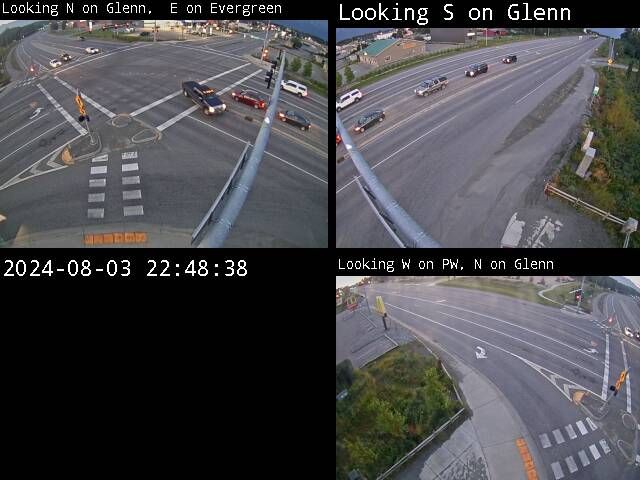 Looking N on Glenn,  E on Evergreen
Looking S on Glenn
2024-08-03 22:48:38
Looking W on PW, N on Glenn